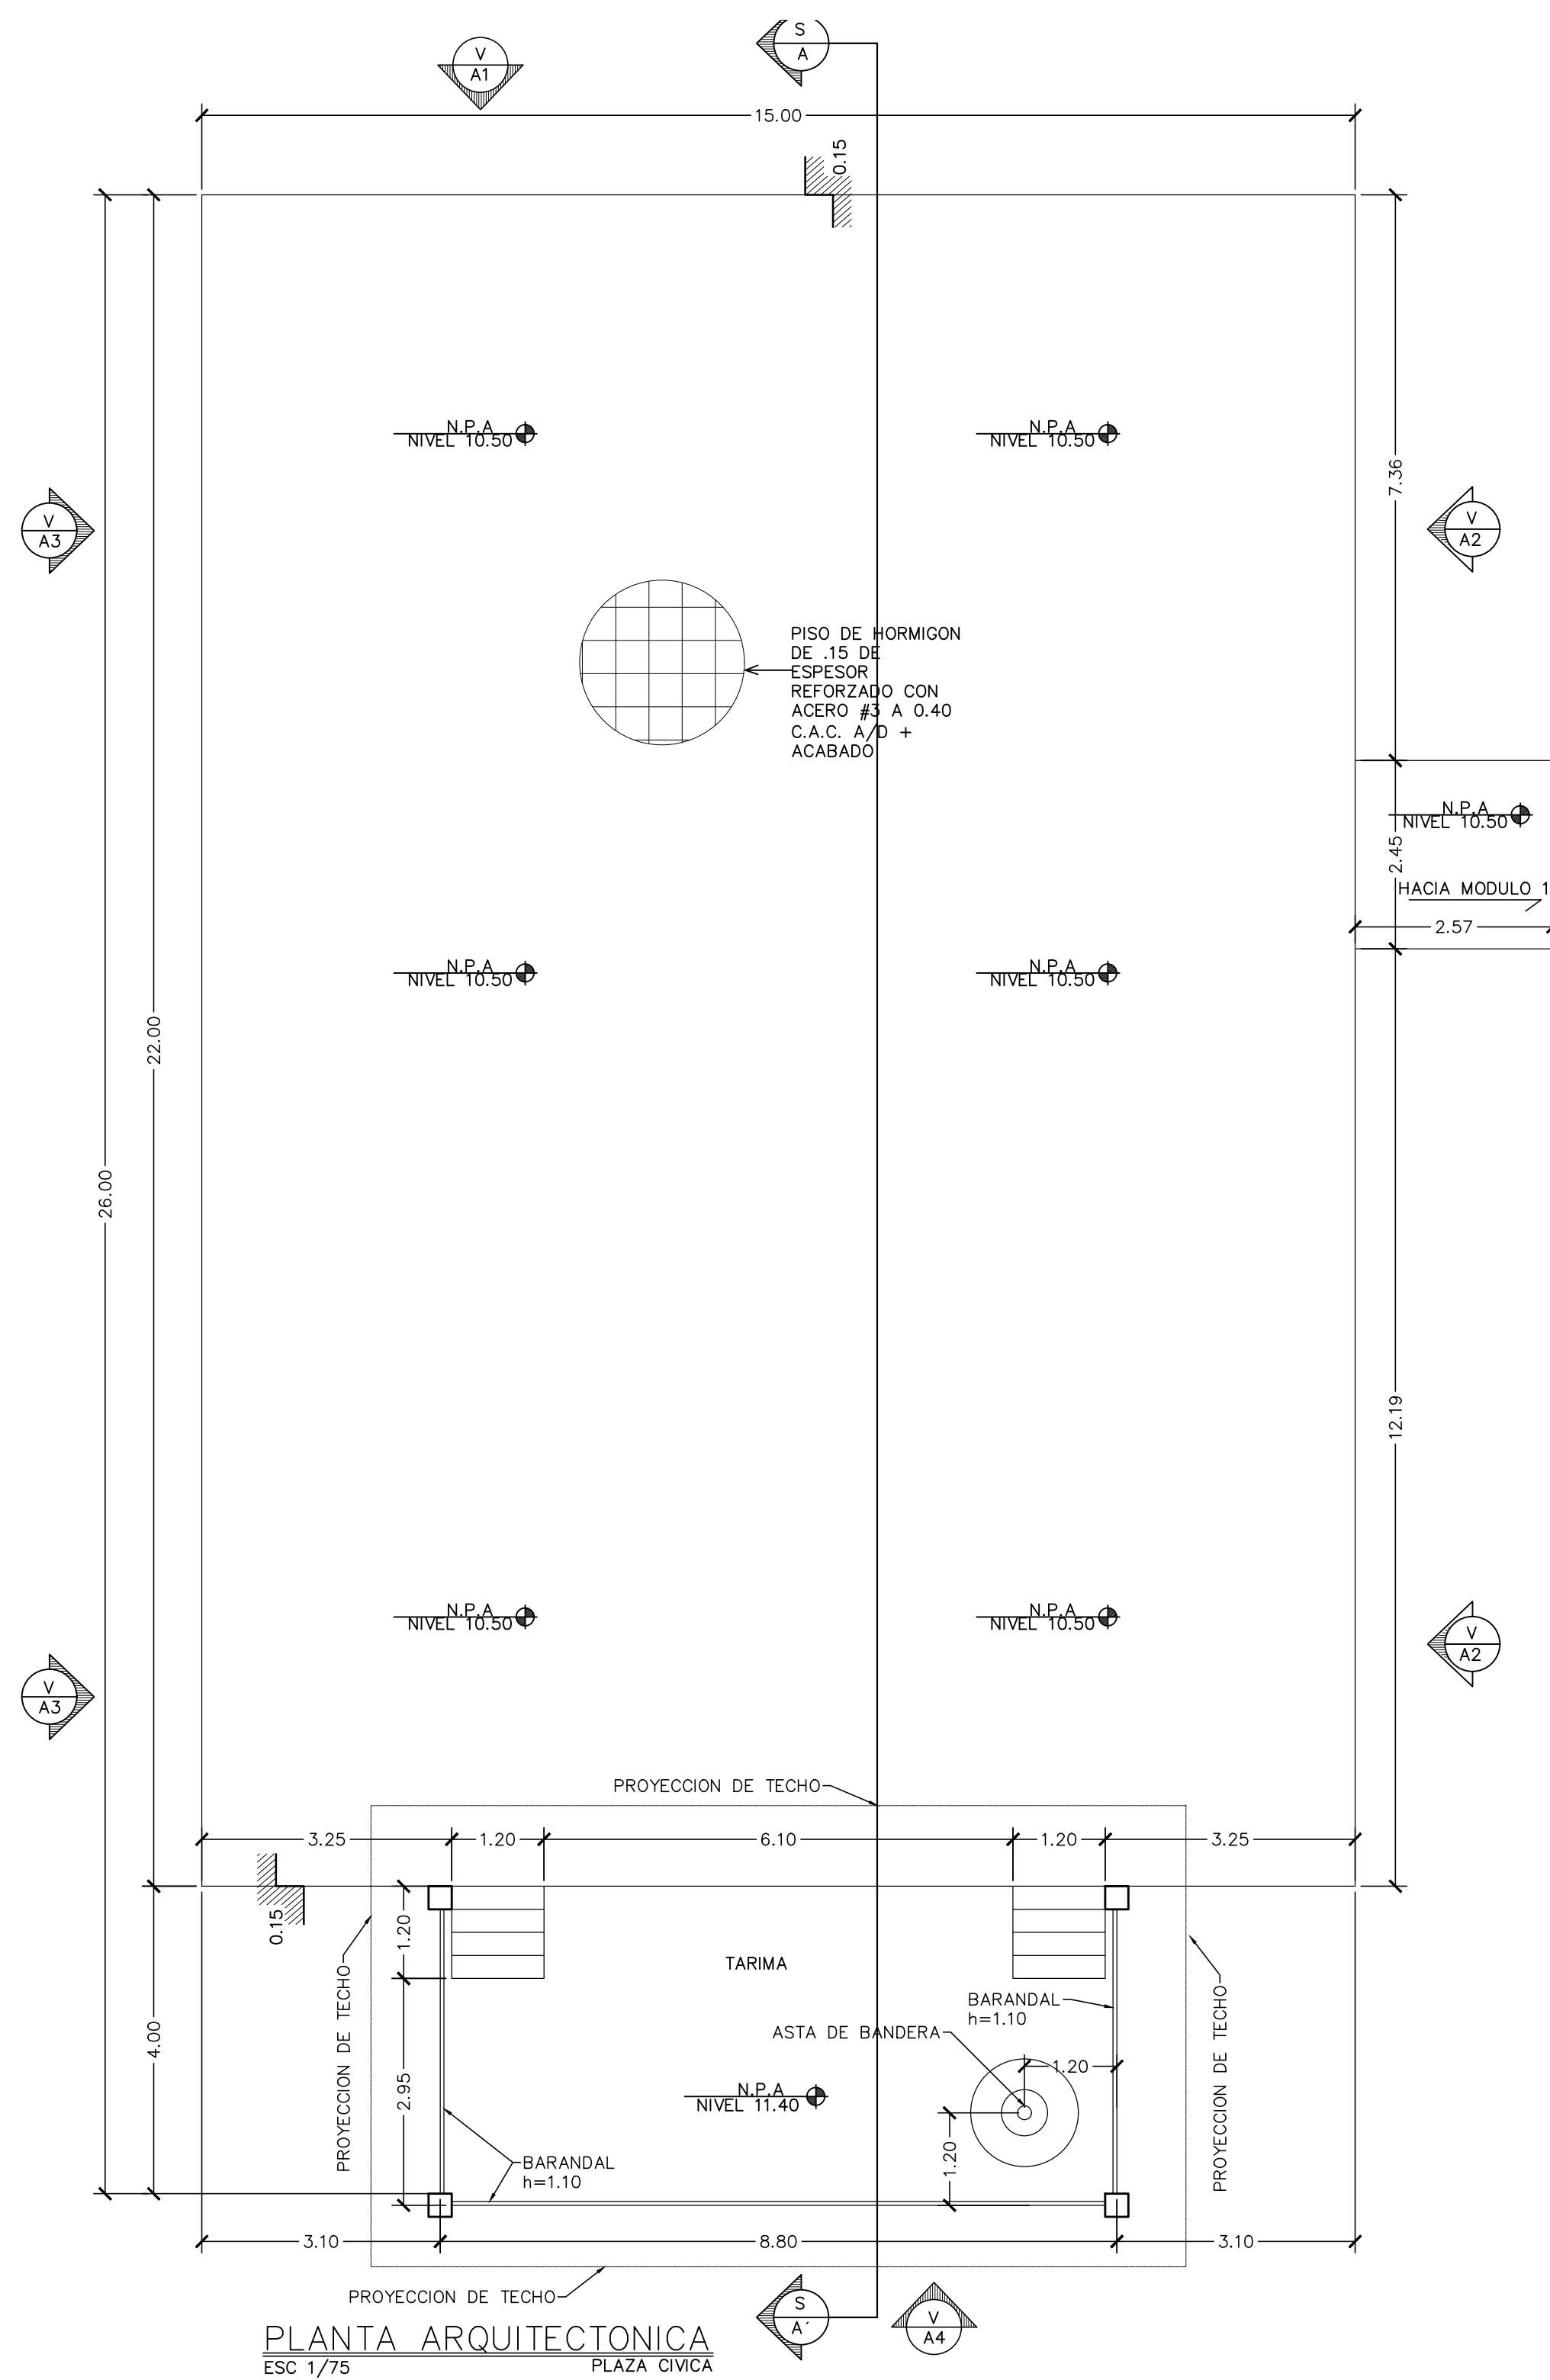 S
A
V
A1
15.00
0.15
N.P.A
NIVEL 10.50
N.P.A
NIVEL 10.50
7.36
V
A3
V
A2
PISO DE HORMIGON
DE .15 DE
ESPESOR
REFORZADO CON
ACERO #3 A 0.40
C.A.C. A/D +
ACABADO
N.P.A
NIVEL 10.50
2.45
HACIA MODULO 1
2.57
N.P.A
NIVEL 10.50
N.P.A
NIVEL 10.50
22.00
26.00
12.19
N.P.A
NIVEL 10.50
N.P.A
NIVEL 10.50
V
A2
V
A3
PROYECCION DE TECHO
3.25
1.20
6.10
1.20
3.25
0.15
1.20
TARIMA
PROYECCION DE TECHO
BARANDAL
h=1.10
PROYECCION DE TECHO
ASTA DE BANDERA
4.00
1.20
2.95
N.P.A
NIVEL 11.40
1.20
BARANDAL
h=1.10
3.10
8.80
3.10
PROYECCION DE TECHO
S
A´
V
A4
PLANTA ARQUITECTONICA
ESC 1/75
PLAZA CIVICA